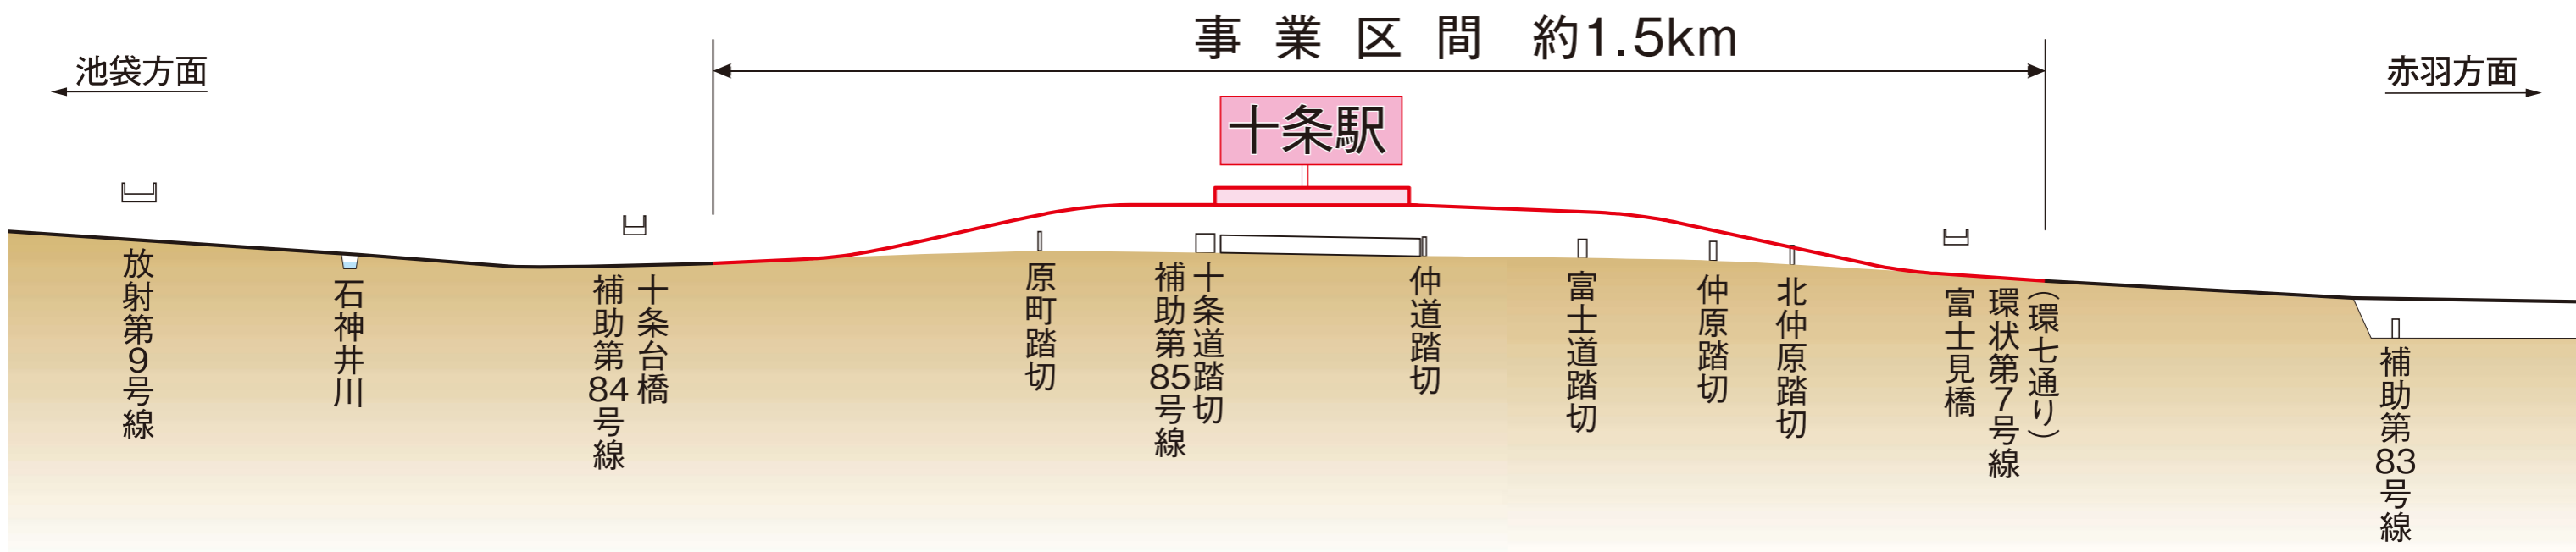 事業区間 約1.5km
池袋方面
赤羽方面
十条駅
放射第9号線
石神井川
補助第84号線
十条台橋
原町踏切
補助第85号線
十条道踏切
仲道踏切
富士道踏切
仲原踏切
北仲原踏切
富士見橋
環状第7号線
(環七通り)
補助第83号線